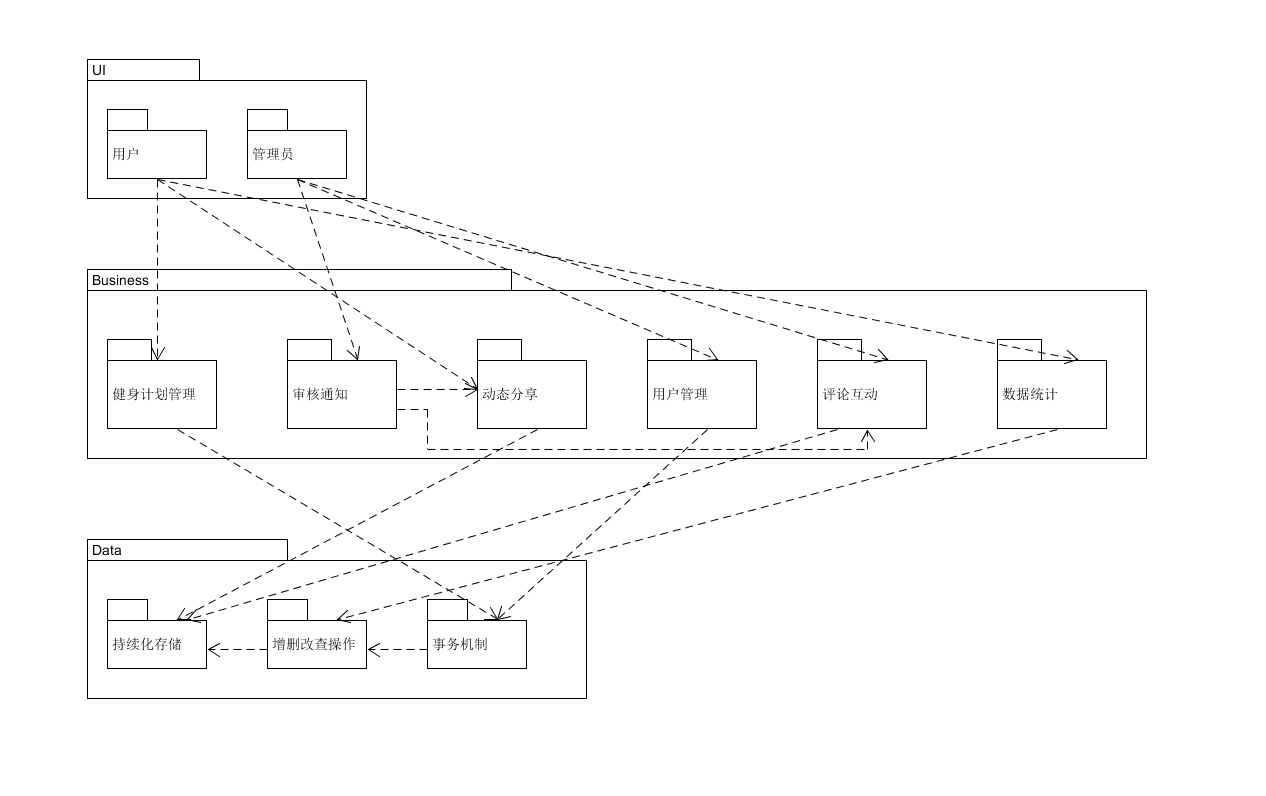 UI
用户
管理员
Business
健身计划管理
审核通知
动态分享
用户管理
评论互动
数据统计
Data
持续化存储
增删改查操作
事务机制